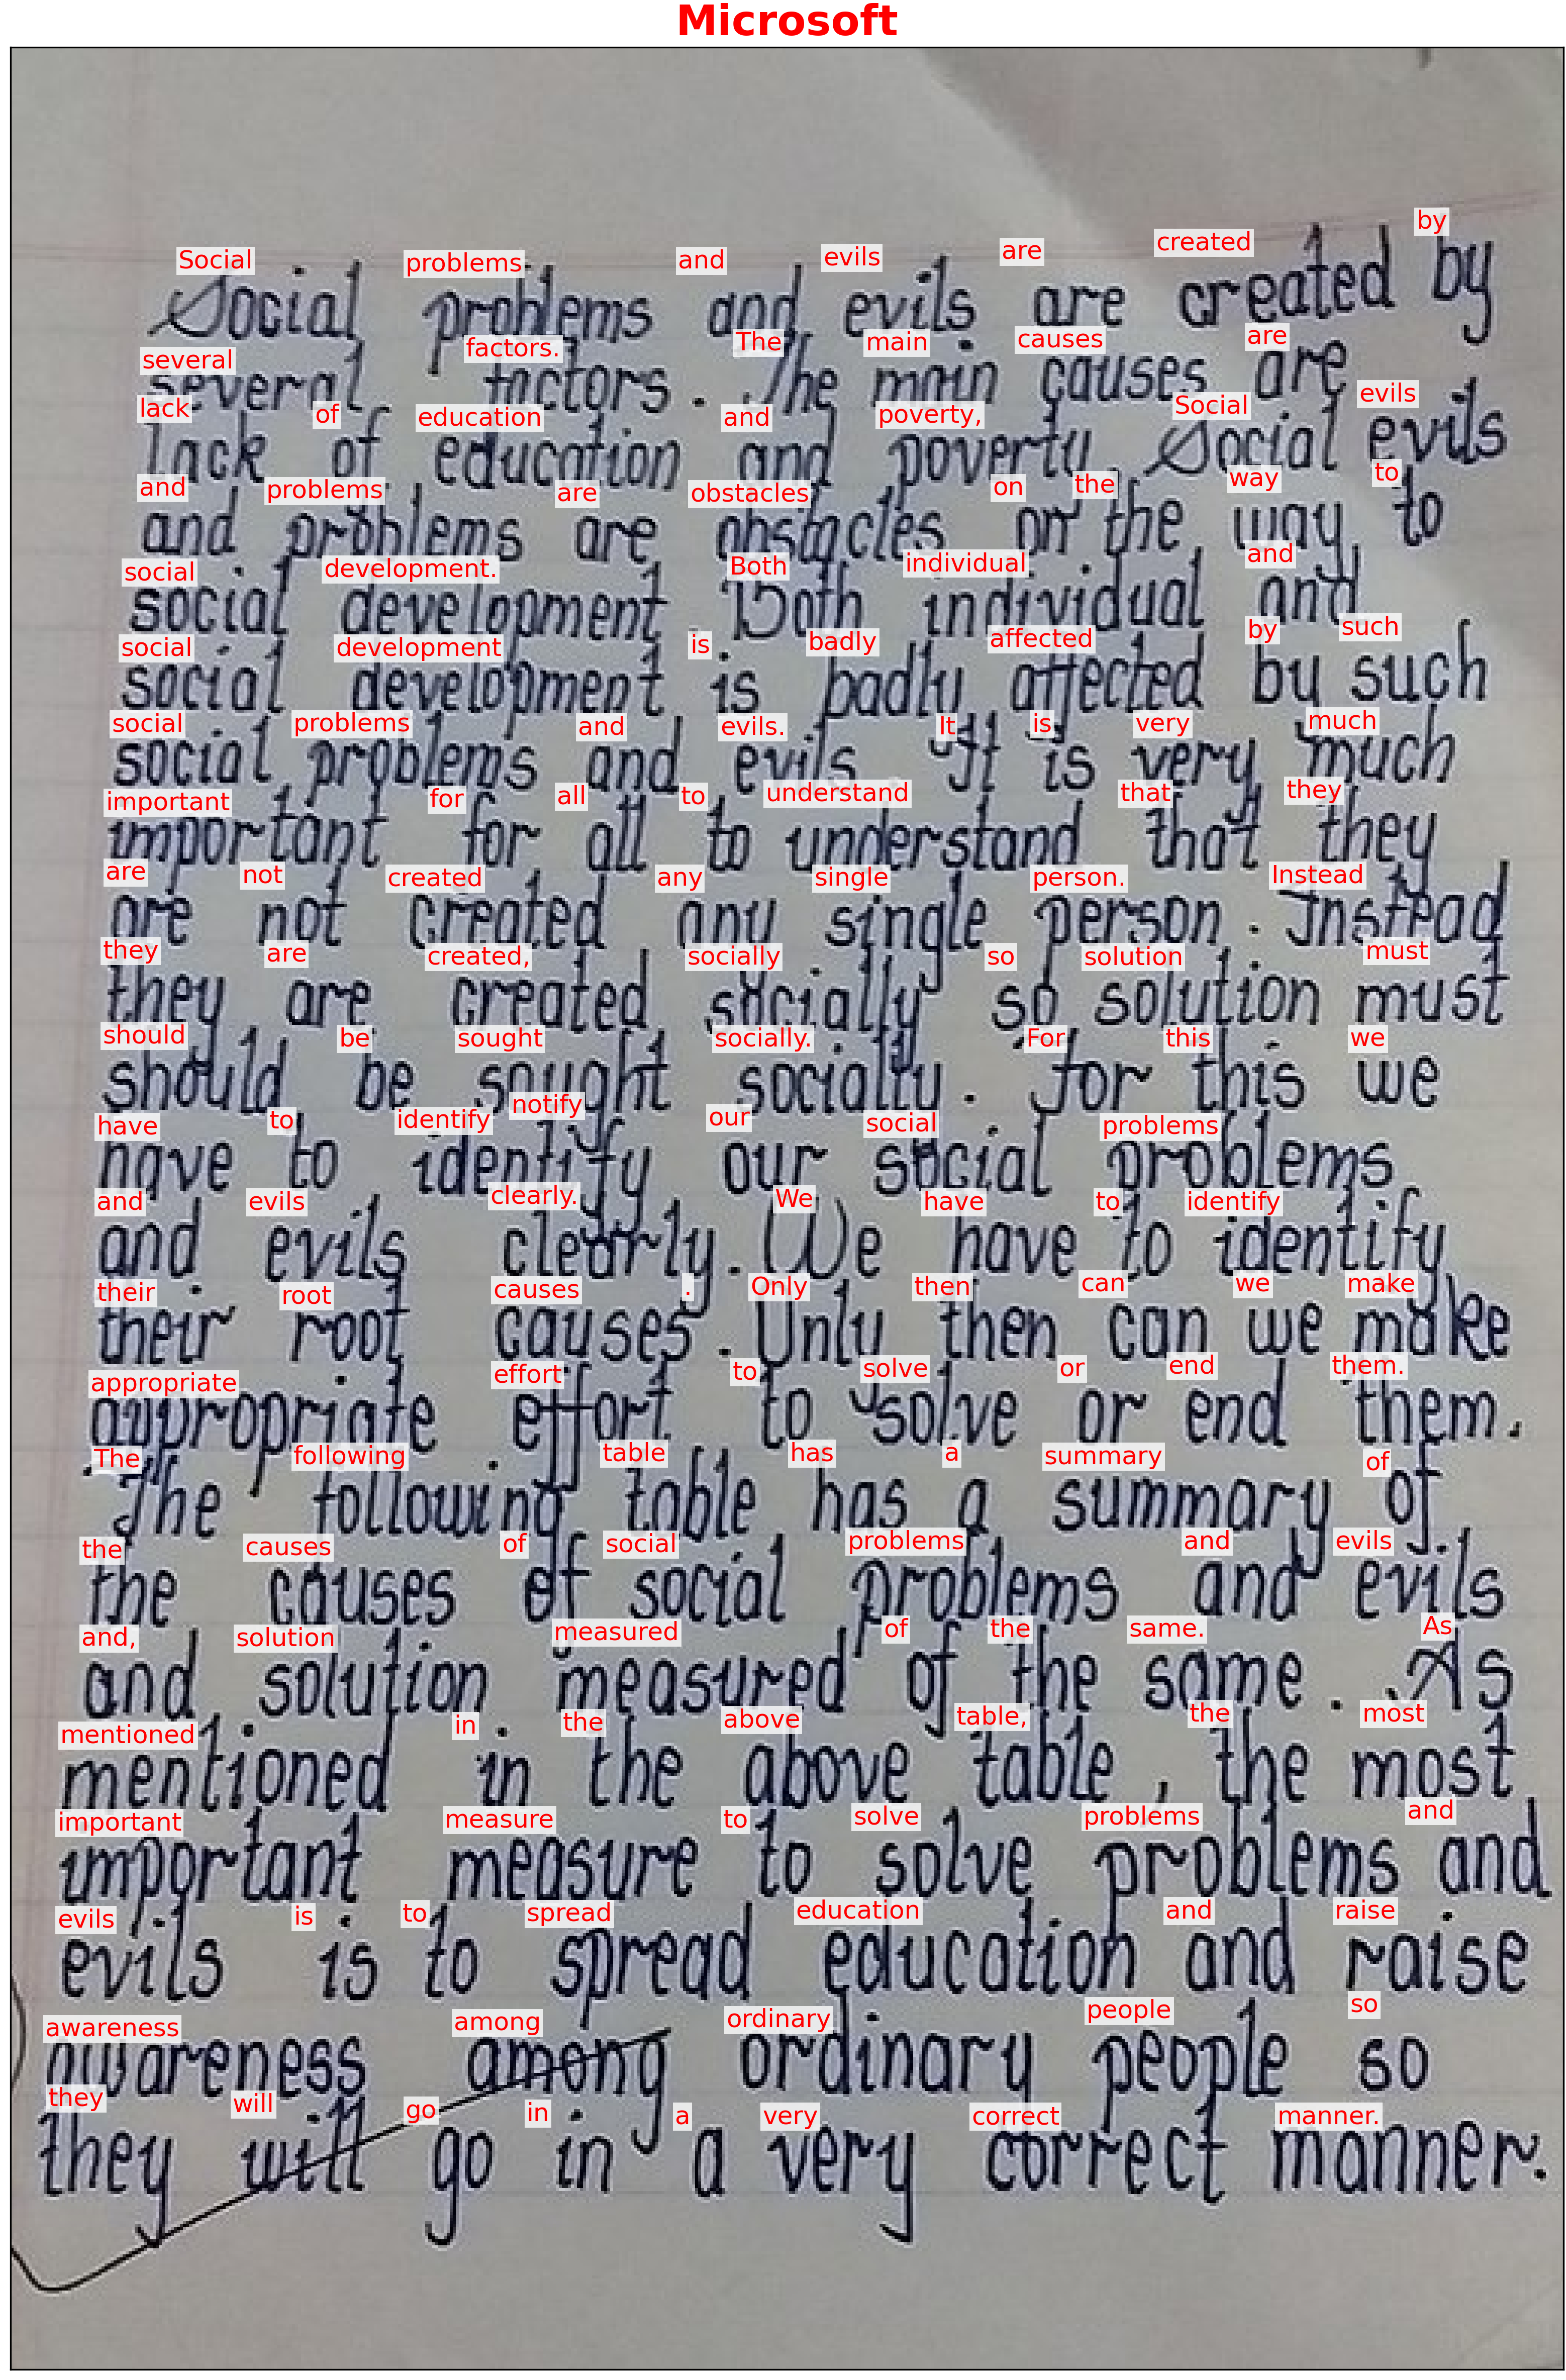 Microsoft
Social problems and evils are created by
several factors. The main causes are
lack of education and poverty. Social evils
and problems are obstacles on the way to
social development. Both individual and
social development is badly affected by such
social problems and evils. It is very much
important for all to understand that they
are not created any single person. Instead
they are created socially so solution must
should be sought socially. For this we
have to identify our social problems
and evils clearly. We have to identify
their root causes. Only then can we make
appropriate effort to solve or end them.
The following table has a summary of
the causes of social problems and evils
and solution measured of the same. As
mentioned in the above table, the most
important measure to solve problems and
evils is to spread education and raise
awareness among ordinary people so
they will go in a very correct manner.